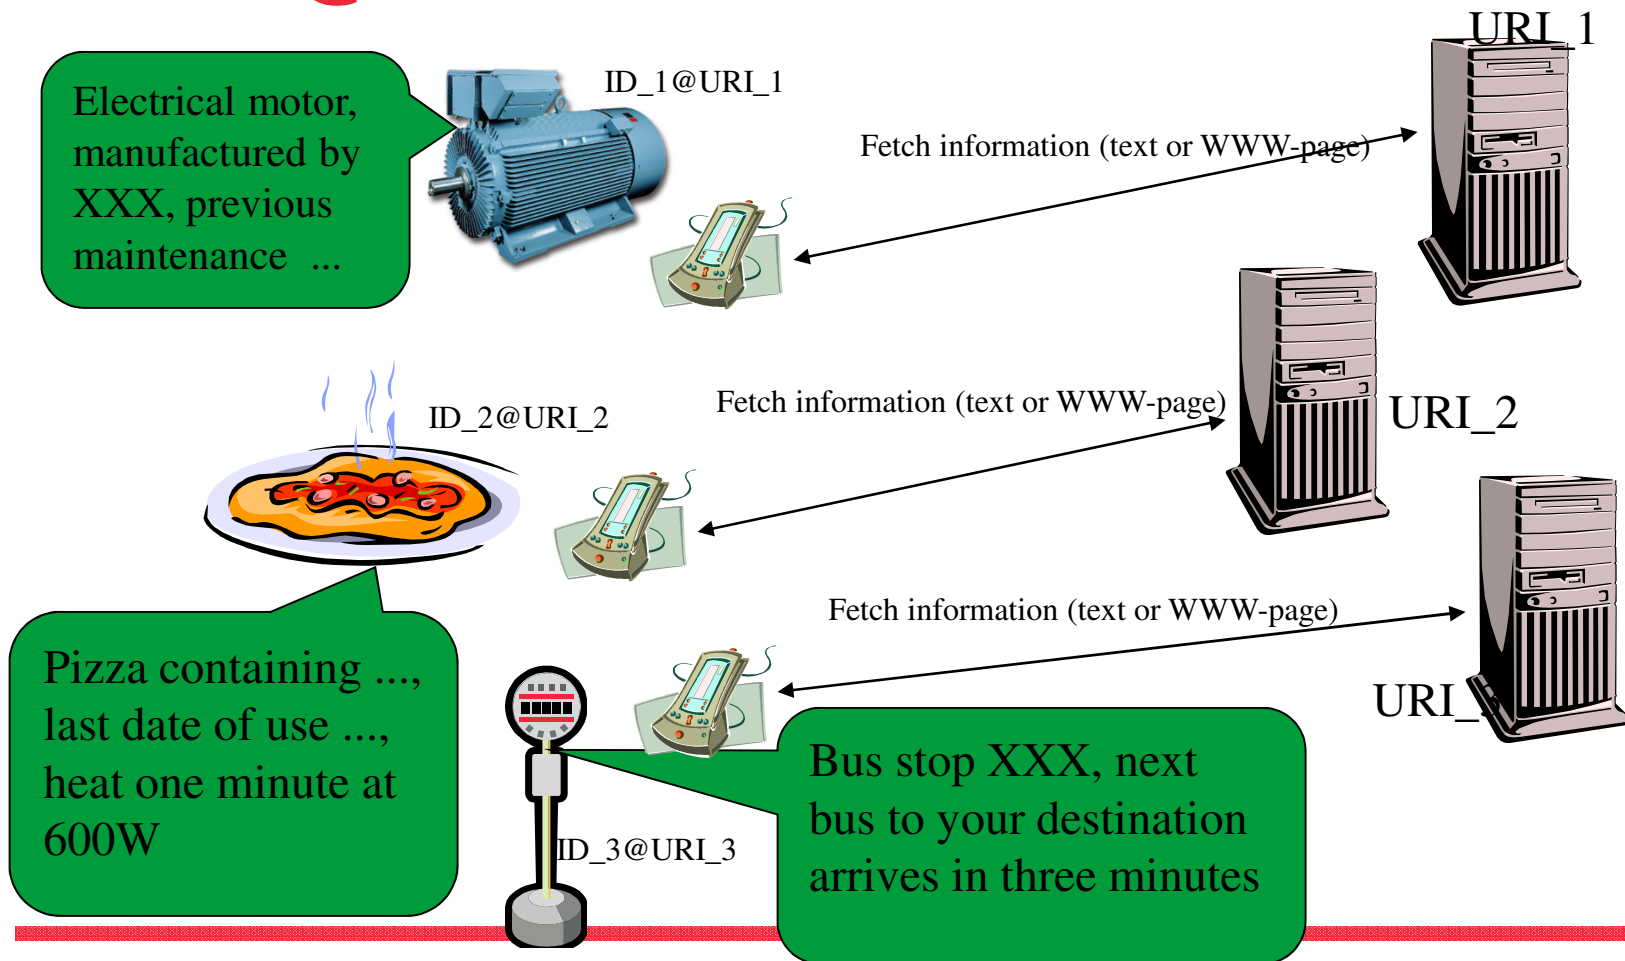 URI_1
ID_1@URI_1
Electrical motor,
manufactured by
XXX, previous
maintenance ...
Fetch information (text or WWW-page)
ID_2@URI_2
Fetch information (text or WWW-page)
URI_2
Fetch information (text or WWW-page)
URI_3
Pizza containing ...,
last date of use ...,
heat one minute at
600W
Bus stop XXX, next
bus to your destination
arrives in three minutes
ID_3@URI_3